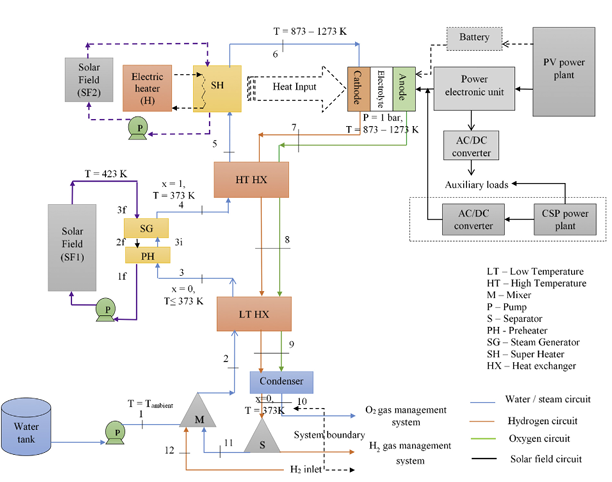 T = 873 – 1273 K
6
Battery
Solar
Field
(SF2)
Electric
heater
(H)
SH
Heat Input
Cathode
Electrolyte
Anode
Power
electronic unit
PV power
plant
P
P = 1 bar,
T = 873 – 1273 K
7
5
AC/DC
converter
HT HX
T = 423 K
x = 1,
T = 373 K
4
Auxiliary loads
3f
SG
AC/DC
converter
CSP power
plant
Solar
Field
(SF1)
2f
3i
PH
8
1f
3
x = 0,
T≤ 373 K
P
LT HX
LT – Low Temperature
HT – High Temperature
M – Mixer
P – Pump
S – Separator
PH - Preheater
SG – Steam Generator
SH – Super Heater
HX – Heat exchanger
2
9
Condenser
x=0,
T = 373K
10
T = Tambient
1
Water
tank
P
M
O2 gas management
system
System boundary
S
11
12
H2 gas management
system
H2 inlet
Water / steam circuit
Hydrogen circuit
Oxygen circuit
Solar field circuit